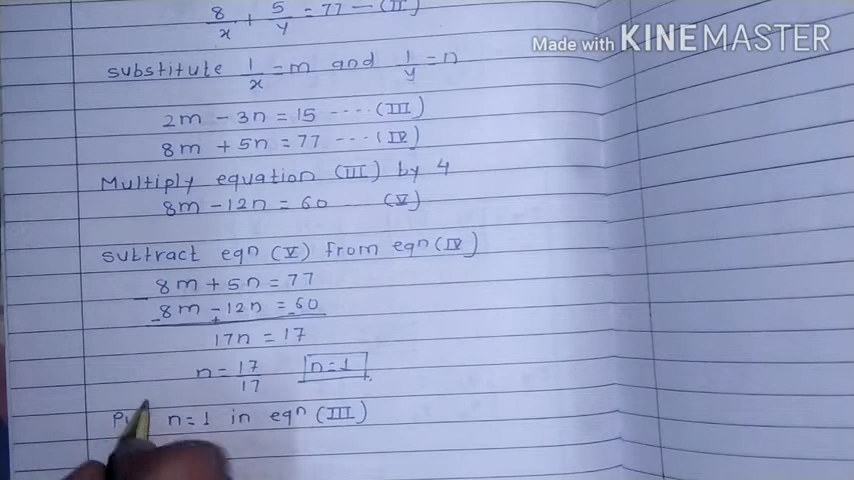 8/x + 5/y = 77 — (II)
Made with KINEMASTER
substitute 1/x = m and 1/y = n
2m - 3n = 15 ---- (III)
8m + 5n = 77 --- (IV)
Multiply equation (III) by 4
8m - 12n = 60 --- (V)
subtract eqn (V) from eqn (IV)
8m + 5n = 77
- 8m - 12n = 60
- + -
17n = 17
n = 17/17 n = 1
n = 1 in eqn (III)